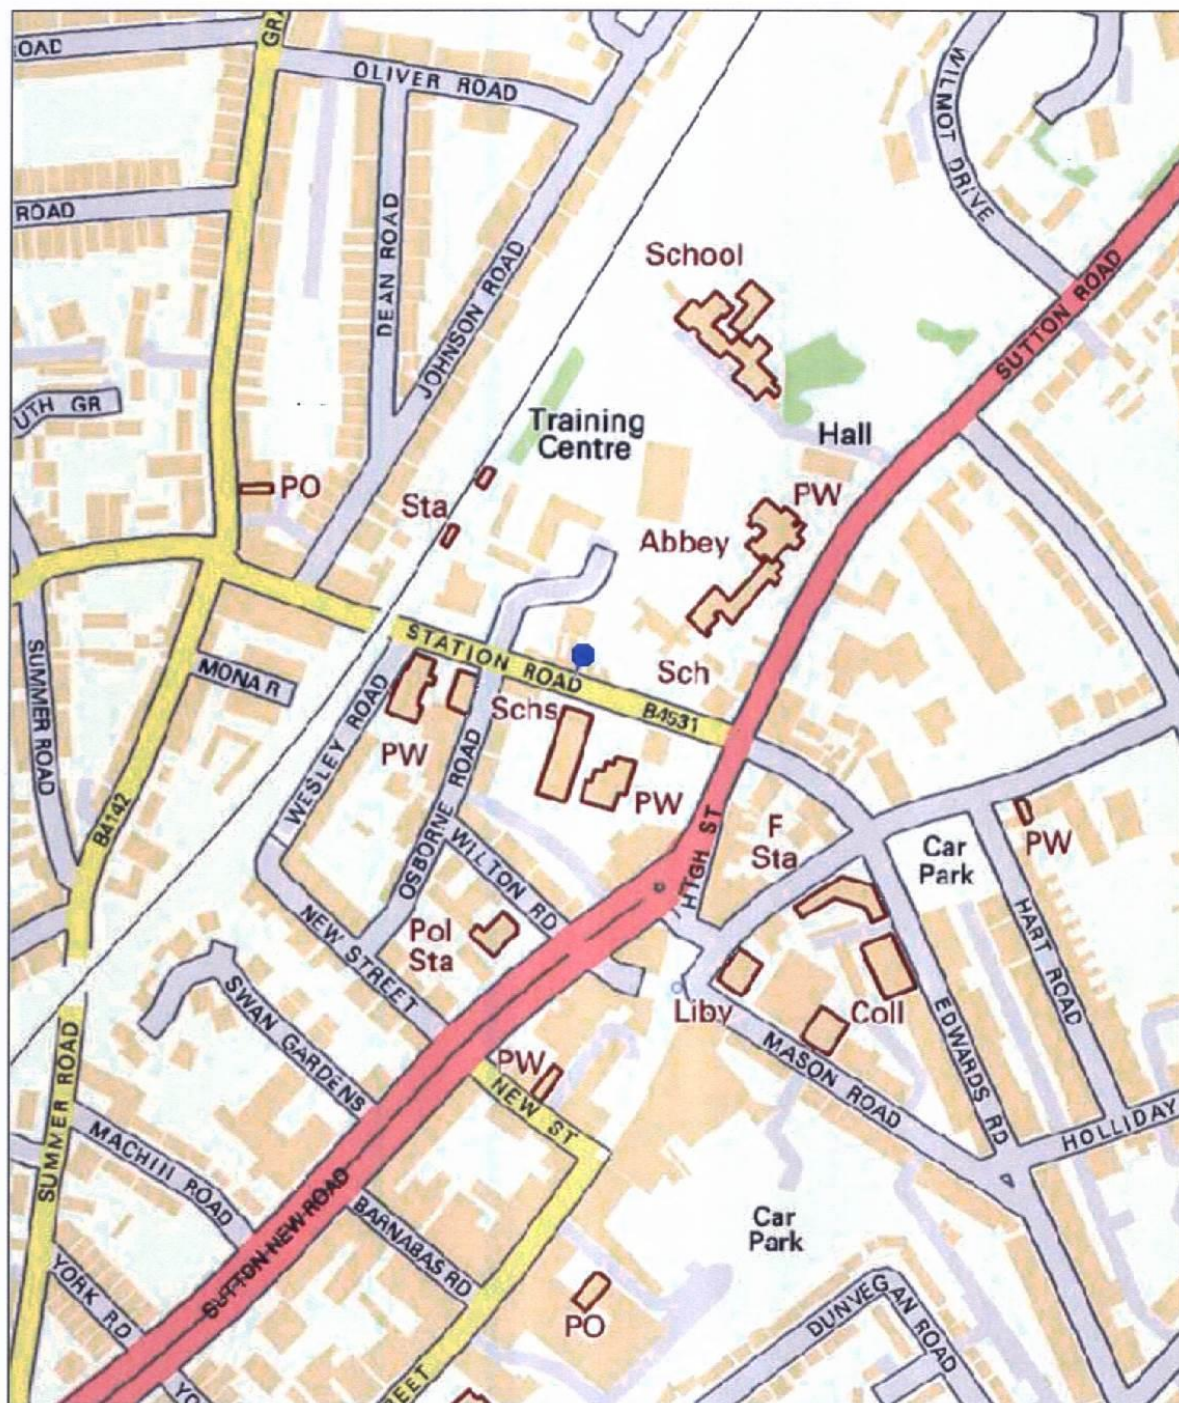 OAD
GRA
OLIVER ROAD
WILMOT DRIVE
ROAD
DEAN ROAD
JOHNSON ROAD
School
SUTTON ROAD
UTH GR
Training
Centre
Hall
PO
Sta
PW
Abbey
STATION ROAD
SUMMER ROAD
MONA R
Sch
WESLEY ROAD
Schs
B4531
PW
OSBORNE ROAD
PW
B4142
HIGH ST
F
Sta
Car
Park
PW
WILTON RD
HART ROAD
NEW STREET
Pol
Sta
SWAN GARDENS
Liby
Coll
EDWARDS RD
MASON ROAD
PW
NEW ST
SUMMER ROAD
MACHIN ROAD
HOLLIDAY
SUTTON NEW ROAD
BARNABAS RD
Car
Park
YORK RD
PO
DUNVEGAN ROAD
YO
REET